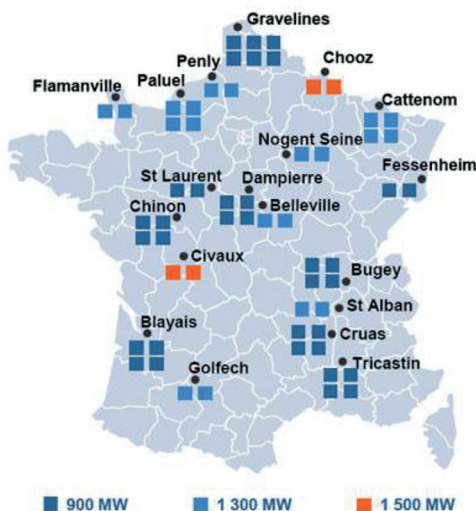 Gravelines
Penly
Chooz
Flamanville
Paluel
Cattenom
Nogent Seine
Fessenheim
St Laurent
Dampierre
Chinon
Belleville
Civaux
Bugey
St Alban
Blayais
Cruas
Golfech
Tricastin
900 MW
1 300 MW
1 500 MW